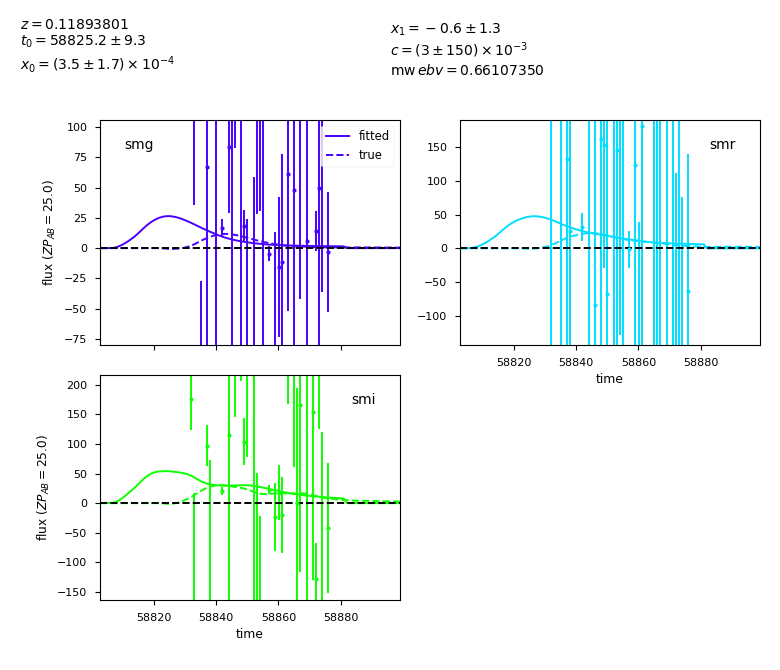 z = 0.11893801
t₀ = 58825.2 ± 9.3
x₀ = (3.5 ± 1.7) × 10⁻⁴
x₁ = −0.6 ± 1.3
c = (3 ± 150) × 10⁻³
mw ebv = 0.66107350
smg
fitted
true
100
75
50
25
0
−25
−50
−75
flux (ZP_AB = 25.0)
smr
150
100
50
0
−50
−100
58820 58840 58860 58880
time
smi
200
150
100
50
0
−50
−100
−150
flux (ZP_AB = 25.0)
58820 58840 58860 58880
time